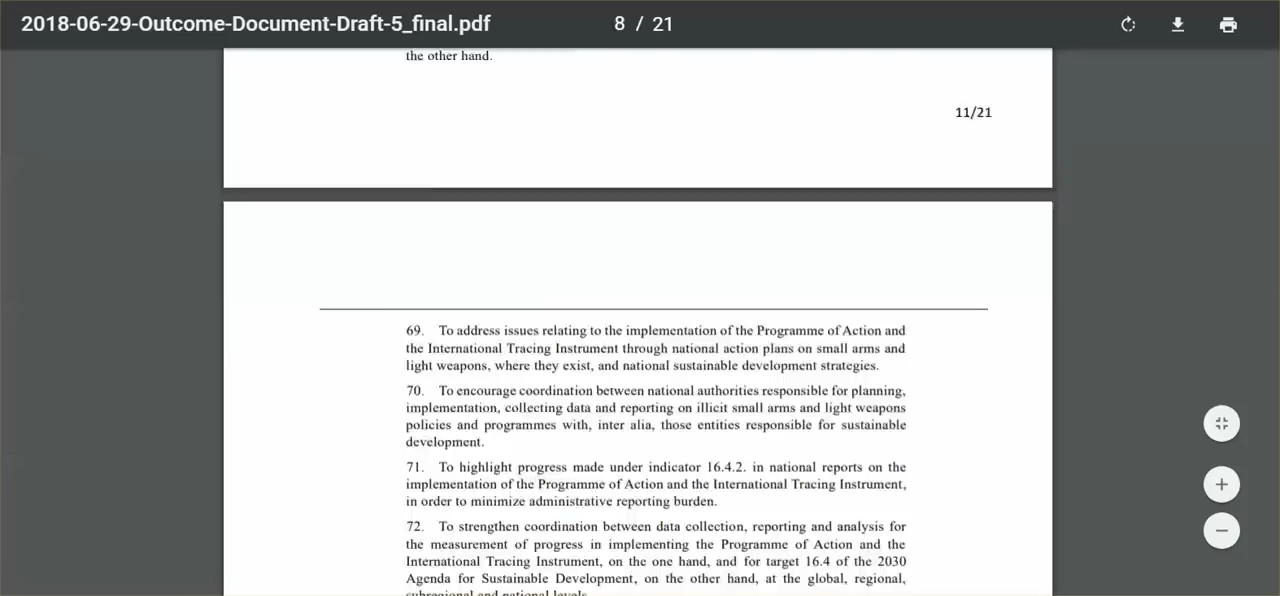 2018-06-29-Outcome-Document-Draft-5_final.pdf
8 / 21
the other hand.
11/21
69. To address issues relating to the implementation of the Programme of Action and
the International Tracing Instrument through national action plans on small arms and
light weapons, where they exist, and national sustainable development strategies.
70. To encourage coordination between national authorities responsible for planning,
implementation, collecting data and reporting on illicit small arms and light weapons
policies and programmes with, inter alia, those entities responsible for sustainable
development.
71. To highlight progress made under indicator 16.4.2. in national reports on the
implementation of the Programme of Action and the International Tracing Instrument,
in order to minimize administrative reporting burden.
72. To strengthen coordination between data collection, reporting and analysis for
the measurement of progress in implementing the Programme of Action and the
International Tracing Instrument, on the one hand, and for target 16.4 of the 2030
Agenda for Sustainable Development, on the other hand, at the global, regional,
subregional and national levels.